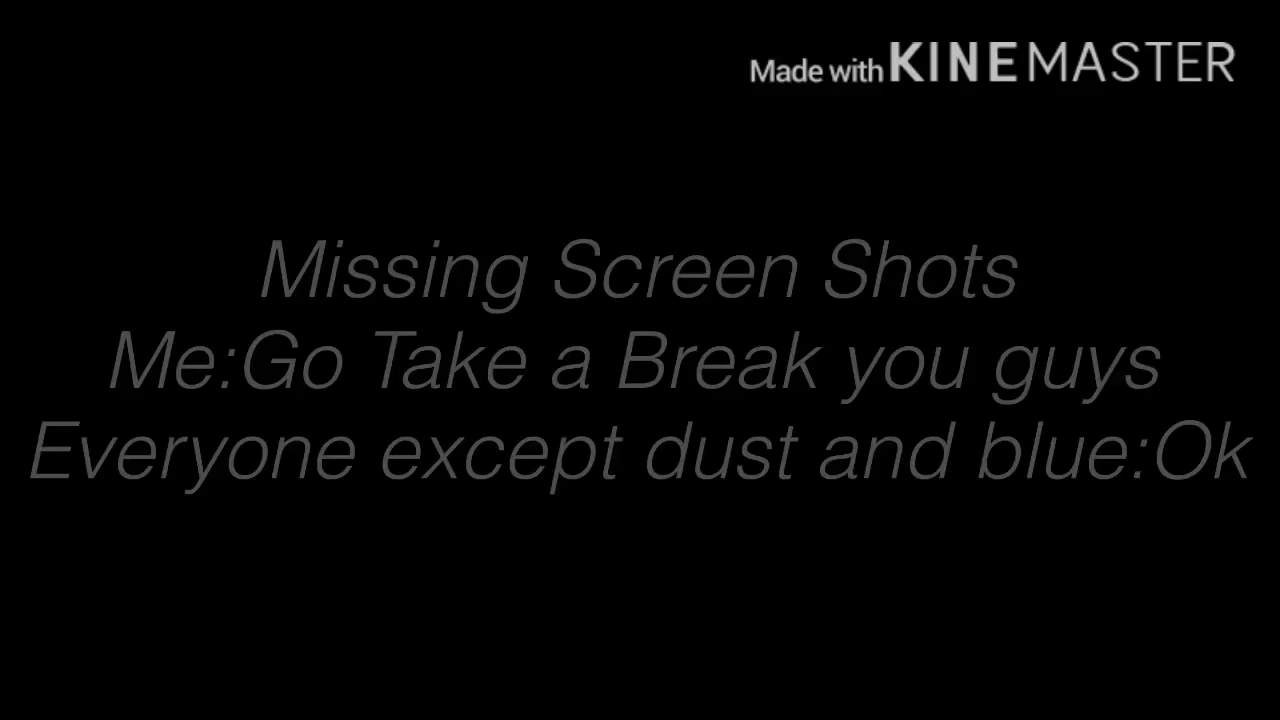 Made with KINEMASTER
Missing Screen Shots
Me:Go Take a Break you guys
Everyone except dust and blue:Ok